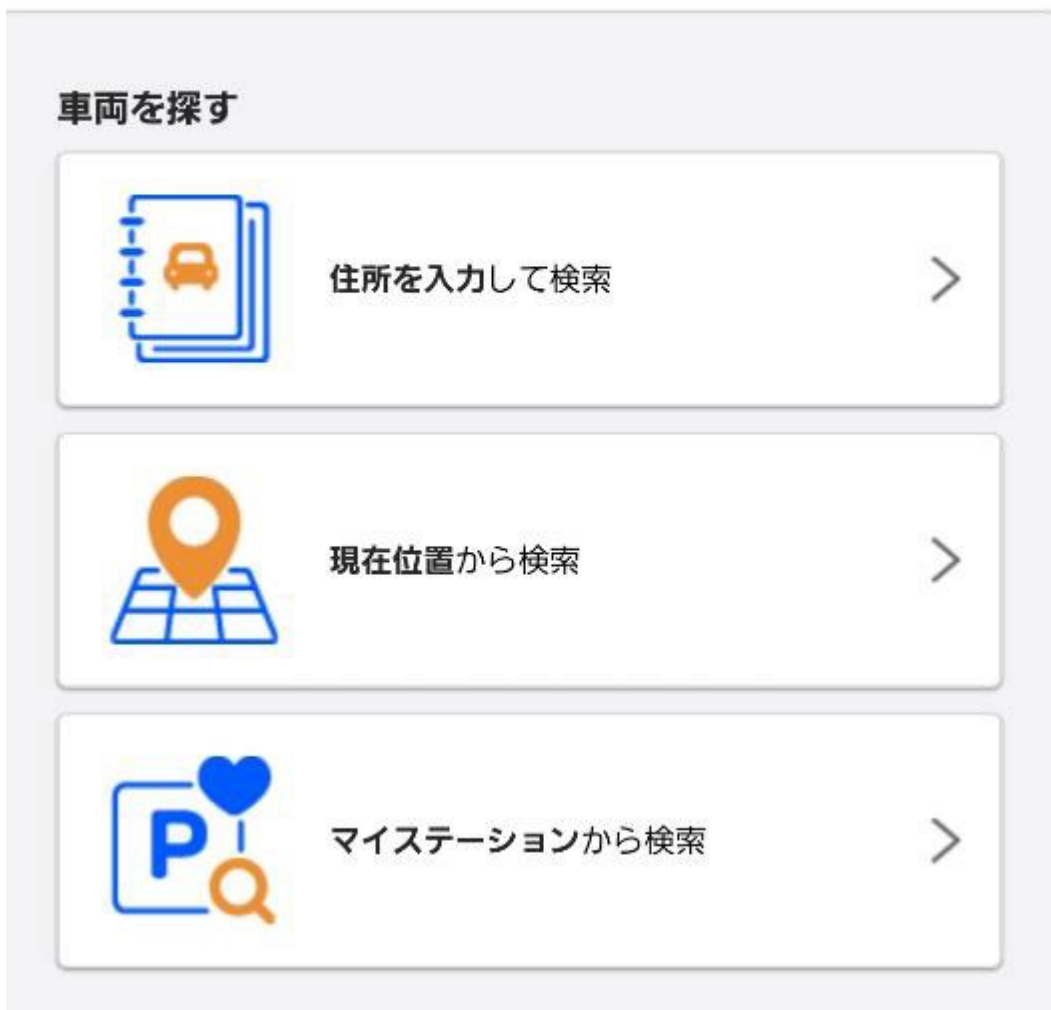 車両を探す
住所を入力して検索
現在位置から検索
P
マイステーションから検索